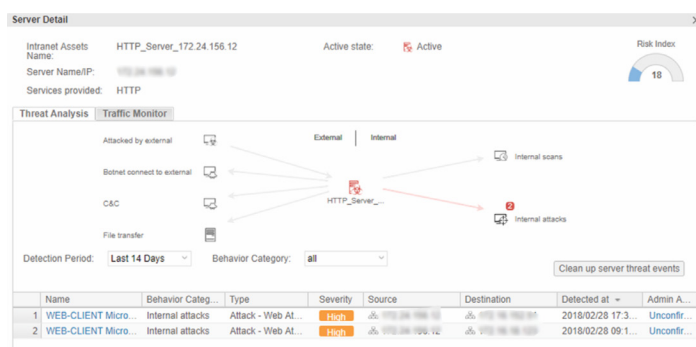 Server Detail
Intranet Assets Name: HTTP_Server_172.24.156.12 Active state: Active Risk Index
Server Name/IP: 18
Services provided: HTTP
Threat Analysis Traffic Monitor
Attacked by external External Internal
Internal scans
Botnet connect to external
HTTP_Server_...
C&C 2
Internal attacks
File transfer
Detection Period: Last 14 Days Behavior Category: all
Clean up server threat events
Name Behavior Categ... Type Severity Source Destination Detected at Admin A...
1 WEB-CLIENT Micro... Internal attacks Attack - Web At... High 2018/02/28 17:3... Unconfir...
2 WEB-CLIENT Micro... Internal attacks Attack - Web At... High 2018/02/28 09:1... Unconfir...